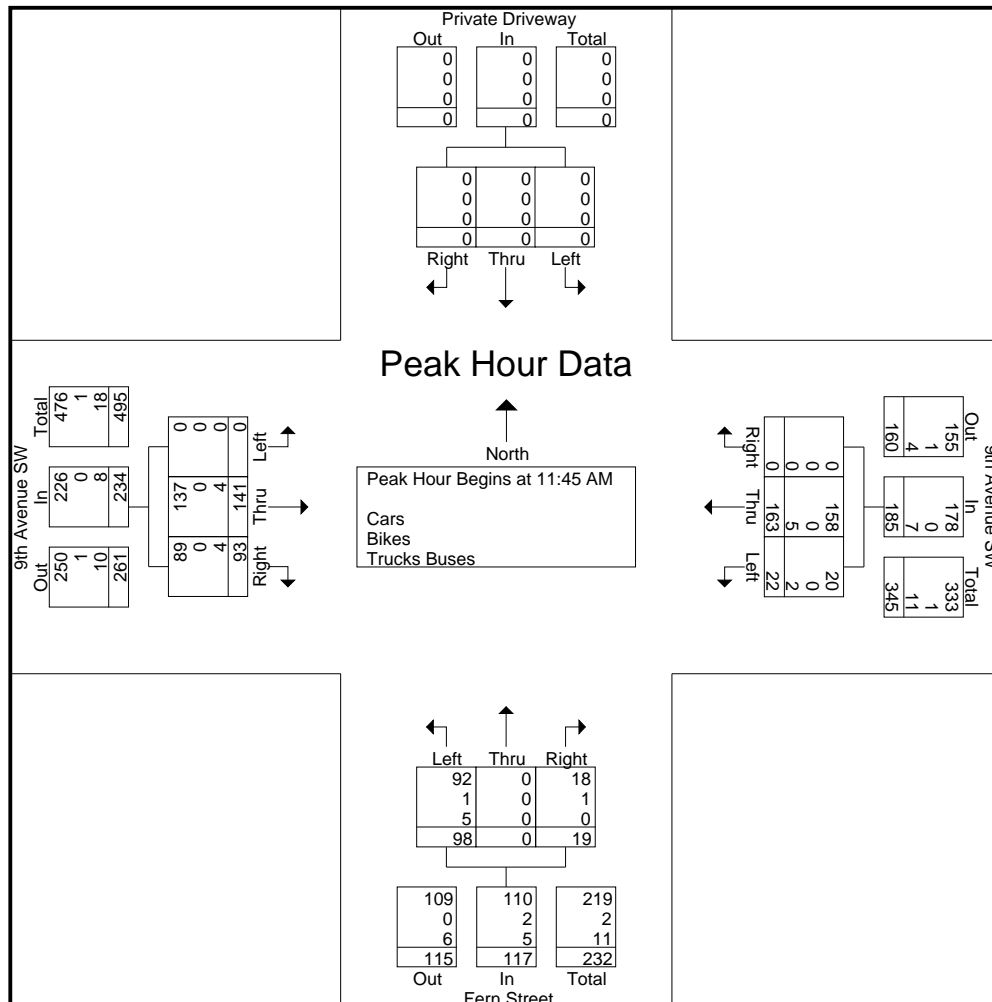 Private Driveway
Out In Total
0 0 0
0 0 0
0 0 0
0 0 0
0 0 0
0 0 0
0 0 0
0 0 0
Right Thru Left
Peak Hour Data
North
Peak Hour Begins at 11:45 AM
Cars
Bikes
Trucks Buses
9th Avenue SW
Out In Total
250 226 476
1 0 1
10 8 18
261 234 495
Right Thru Left
89 137 0
0 0 0
4 4 0
93 141 0
9th Avenue SW
Out In Total
155 178 333
1 0 1
4 7 11
160 185 345
Right Thru Left
0 158 20
0 0 0
0 5 2
0 163 22
Left Thru Right
92 0 18
1 0 1
5 0 0
98 0 19
109 110 219
0 2 2
6 5 11
115 117 232
Out In Total
Fern Street